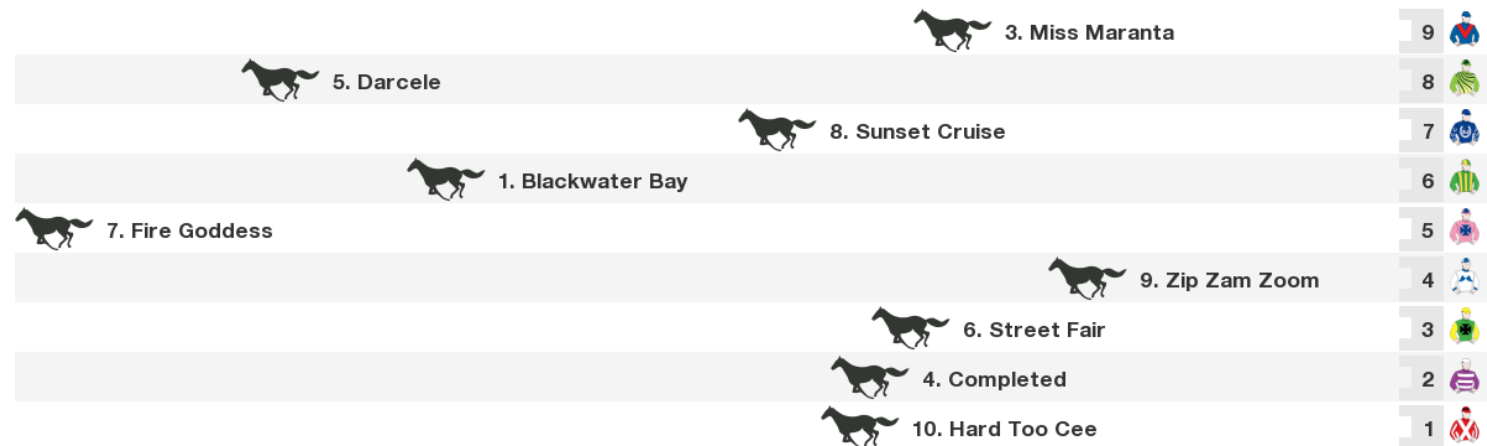 3. Miss Maranta 9
5. Darcele 8
8. Sunset Cruise 7
1. Blackwater Bay 6
7. Fire Goddess 5
9. Zip Zam Zoom 4
6. Street Fair 3
4. Completed 2
10. Hard Too Cee 1